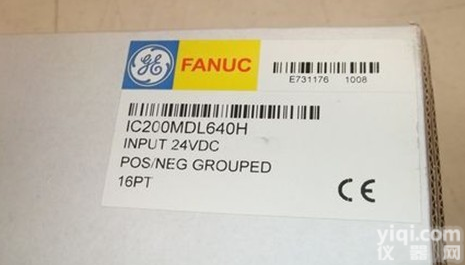 GE FANUC
E731176 1008
IC200MDL640H
INPUT 24VDC
POS/NEG GROUPED
16PT
CE
yiqi.com
仪器网